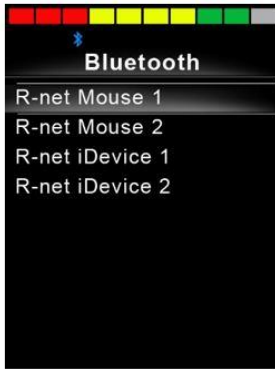 Bluetooth
R-net Mouse 1
R-net Mouse 2
R-net iDevice 1
R-net iDevice 2